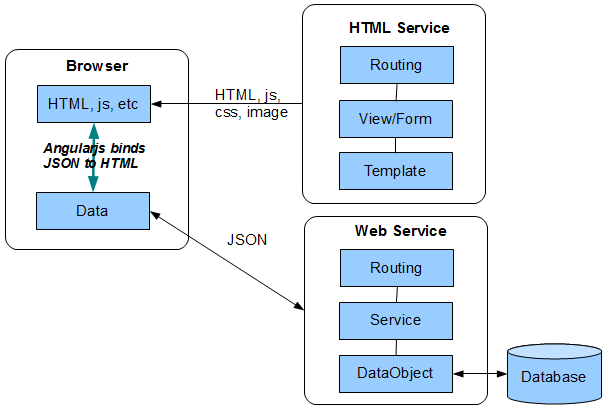 HTML Service
Routing
View/Form
Template
Browser
HTML, js, etc
Angularjs binds
JSON to HTML
Data
HTML, js,
css, image
JSON
Web Service
Routing
Service
DataObject
Database